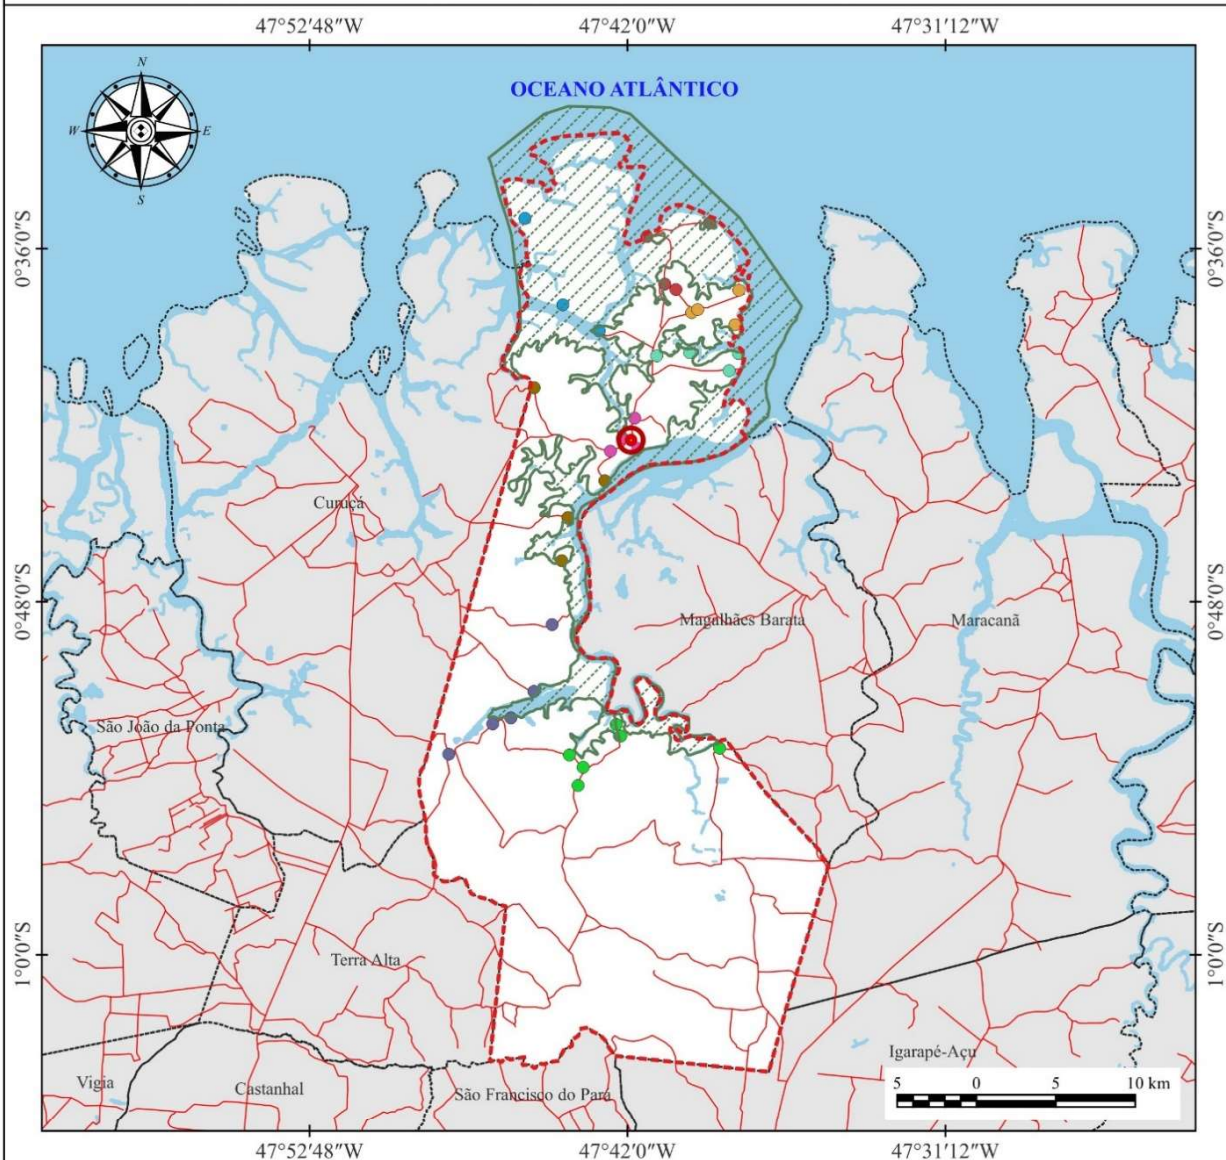 47°52'48"W 47°42'0"W 47°31'12"W
OCEANO ATLÂNTICO
N
W E
S
0°36'0"S 0°36'0"S
Curuçá
0°48'0"S 0°48'0"S
Magalhães Barata Maracanã
São João da Ponta
1°0'0"S 1°0'0"S
Terra Alta
Igarapé-Açu
Vigia Castanhal São Francisco do Pará
5 0 5 10 km
47°52'48"W 47°42'0"W 47°31'12"W